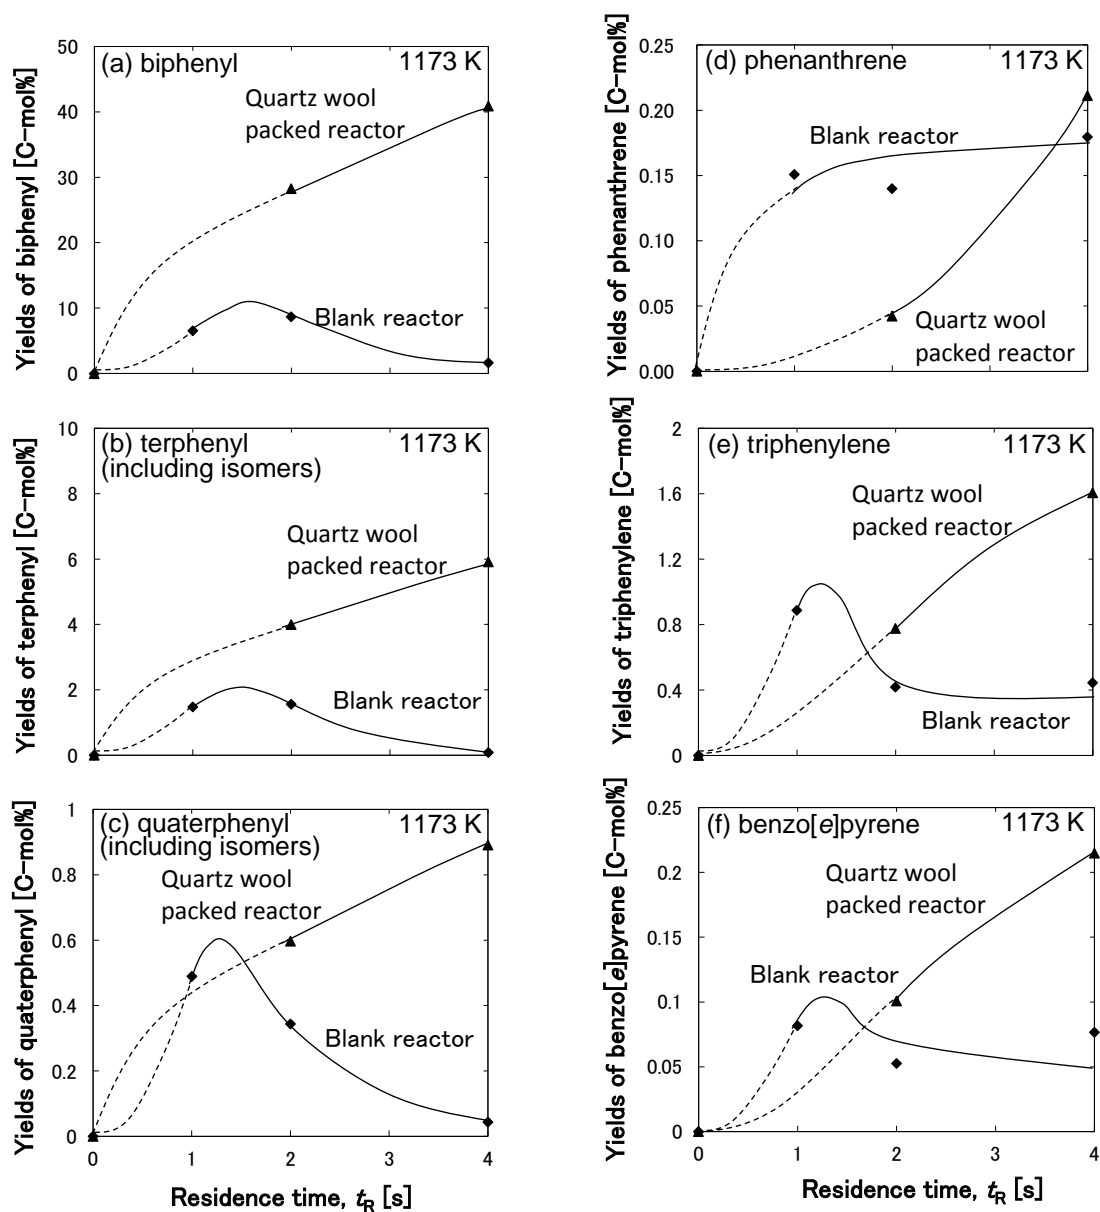 (a) biphenyl
1173 K
Quartz wool
packed reactor
Blank reactor
Yields of biphenyl [C-mol%]
50
40
30
20
10
0
(b) terphenyl
(including isomers)
1173 K
Quartz wool
packed reactor
Blank reactor
Yields of terphenyl [C-mol%]
10
8
6
4
2
0
(c) quaterphenyl
(including isomers)
1173 K
Quartz wool
packed reactor
Blank reactor
Yields of quaterphenyl [C-mol%]
1
0.8
0.6
0.4
0.2
0
0 1 2 3 4
Residence time, tR [s]
(d) phenanthrene
1173 K
Blank reactor
Quartz wool
packed reactor
Yields of phenanthrene [C-mol%]
0.25
0.20
0.15
0.10
0.05
0.00
(e) triphenylene
1173 K
Quartz wool
packed reactor
Blank reactor
Yields of triphenylene [C-mol%]
2
1.6
1.2
0.8
0.4
0
(f) benzo[e]pyrene
1173 K
Quartz wool
packed reactor
Blank reactor
Yields of benzo[e]pyrene [C-mol%]
0.25
0.2
0.15
0.1
0.05
0
0 1 2 3 4
Residence time, tR [s]